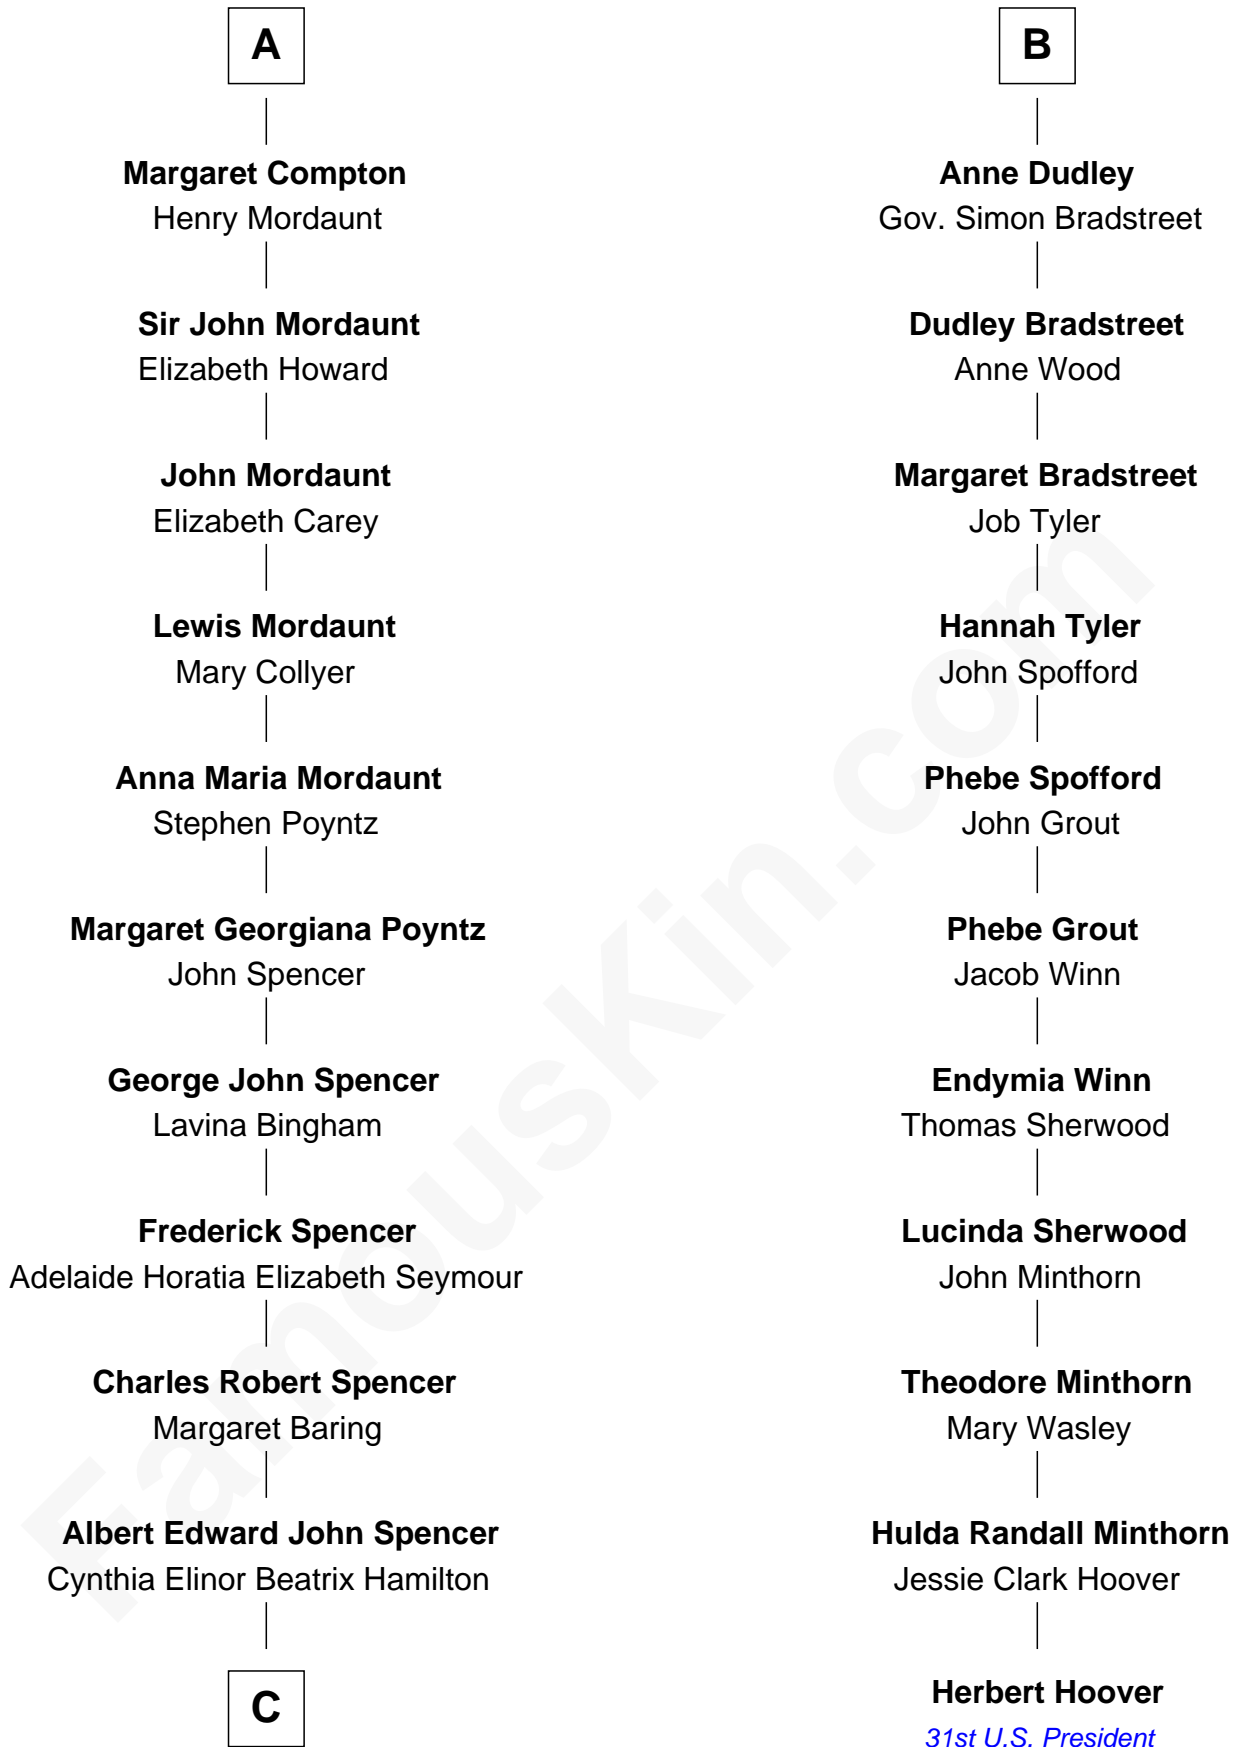 A
Margaret Compton
Henry Mordaunt
Sir John Mordaunt
Elizabeth Howard
John Mordaunt
Elizabeth Carey
Lewis Mordaunt
Mary Collyer
Anna Maria Mordaunt
Stephen Poyntz
Margaret Georgiana Poyntz
John Spencer
George John Spencer
Lavina Bingham
Frederick Spencer
Adelaide Horatia Elizabeth Seymour
Charles Robert Spencer
Margaret Baring
Albert Edward John Spencer
Cynthia Elinor Beatrix Hamilton
C
B
Anne Dudley
Gov. Simon Bradstreet
Dudley Bradstreet
Anne Wood
Margaret Bradstreet
Job Tyler
Hannah Tyler
John Spofford
Phebe Spofford
John Grout
Phebe Grout
Jacob Winn
Endymia Winn
Thomas Sherwood
Lucinda Sherwood
John Minthorn
Theodore Minthorn
Mary Wasley
Hulda Randall Minthorn
Jessie Clark Hoover
Herbert Hoover
31st U.S. President
FamousKin.com